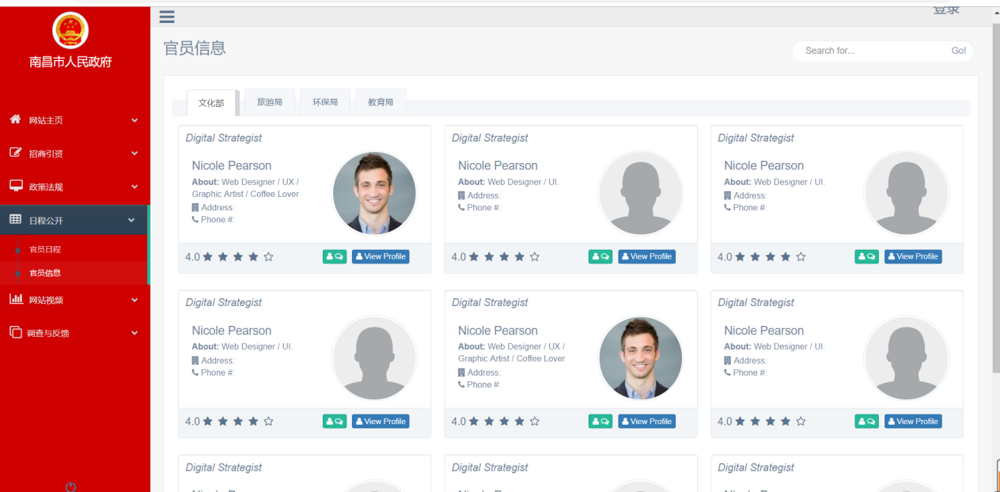 登录
南昌市人民政府
官员信息
Search for...
Go!
网站主页
招商引资
政策法规
日程公开
官员日程
官员信息
网站视频
调查与反馈
文化部
旅游局
环保局
教育局
Digital Strategist
Nicole Pearson
About: Web Designer / UX /
Graphic Artist / Coffee Lover
Address:
Phone #:
4.0
View Profile
Digital Strategist
Nicole Pearson
About: Web Designer / UI.
Address:
Phone #:
4.0
View Profile
Digital Strategist
Nicole Pearson
About: Web Designer / UI.
Address:
Phone #:
4.0
View Profile
Digital Strategist
Nicole Pearson
About: Web Designer / UI.
Address:
Phone #:
4.0
View Profile
Digital Strategist
Nicole Pearson
About: Web Designer / UX /
Graphic Artist / Coffee Lover
Address:
Phone #:
4.0
View Profile
Digital Strategist
Nicole Pearson
About: Web Designer / UI.
Address:
Phone #:
4.0
View Profile
Digital Strategist
Digital Strategist
Digital Strategist